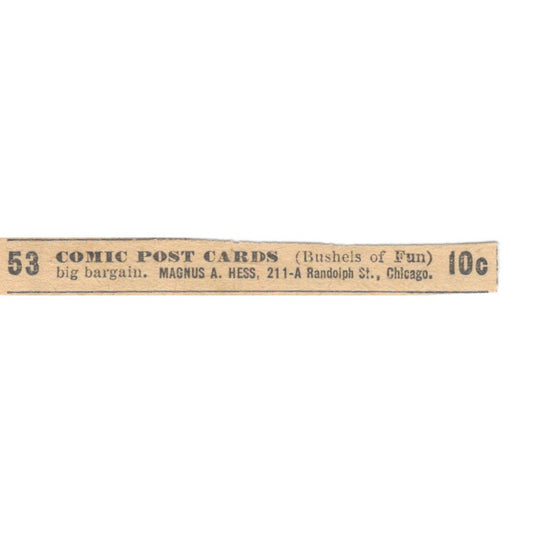 53 COMIC POST CARDS (Bushels of Fun) 10c
big bargain. MAGNUS A. HESS, 211-A Randolph St., Chicago.